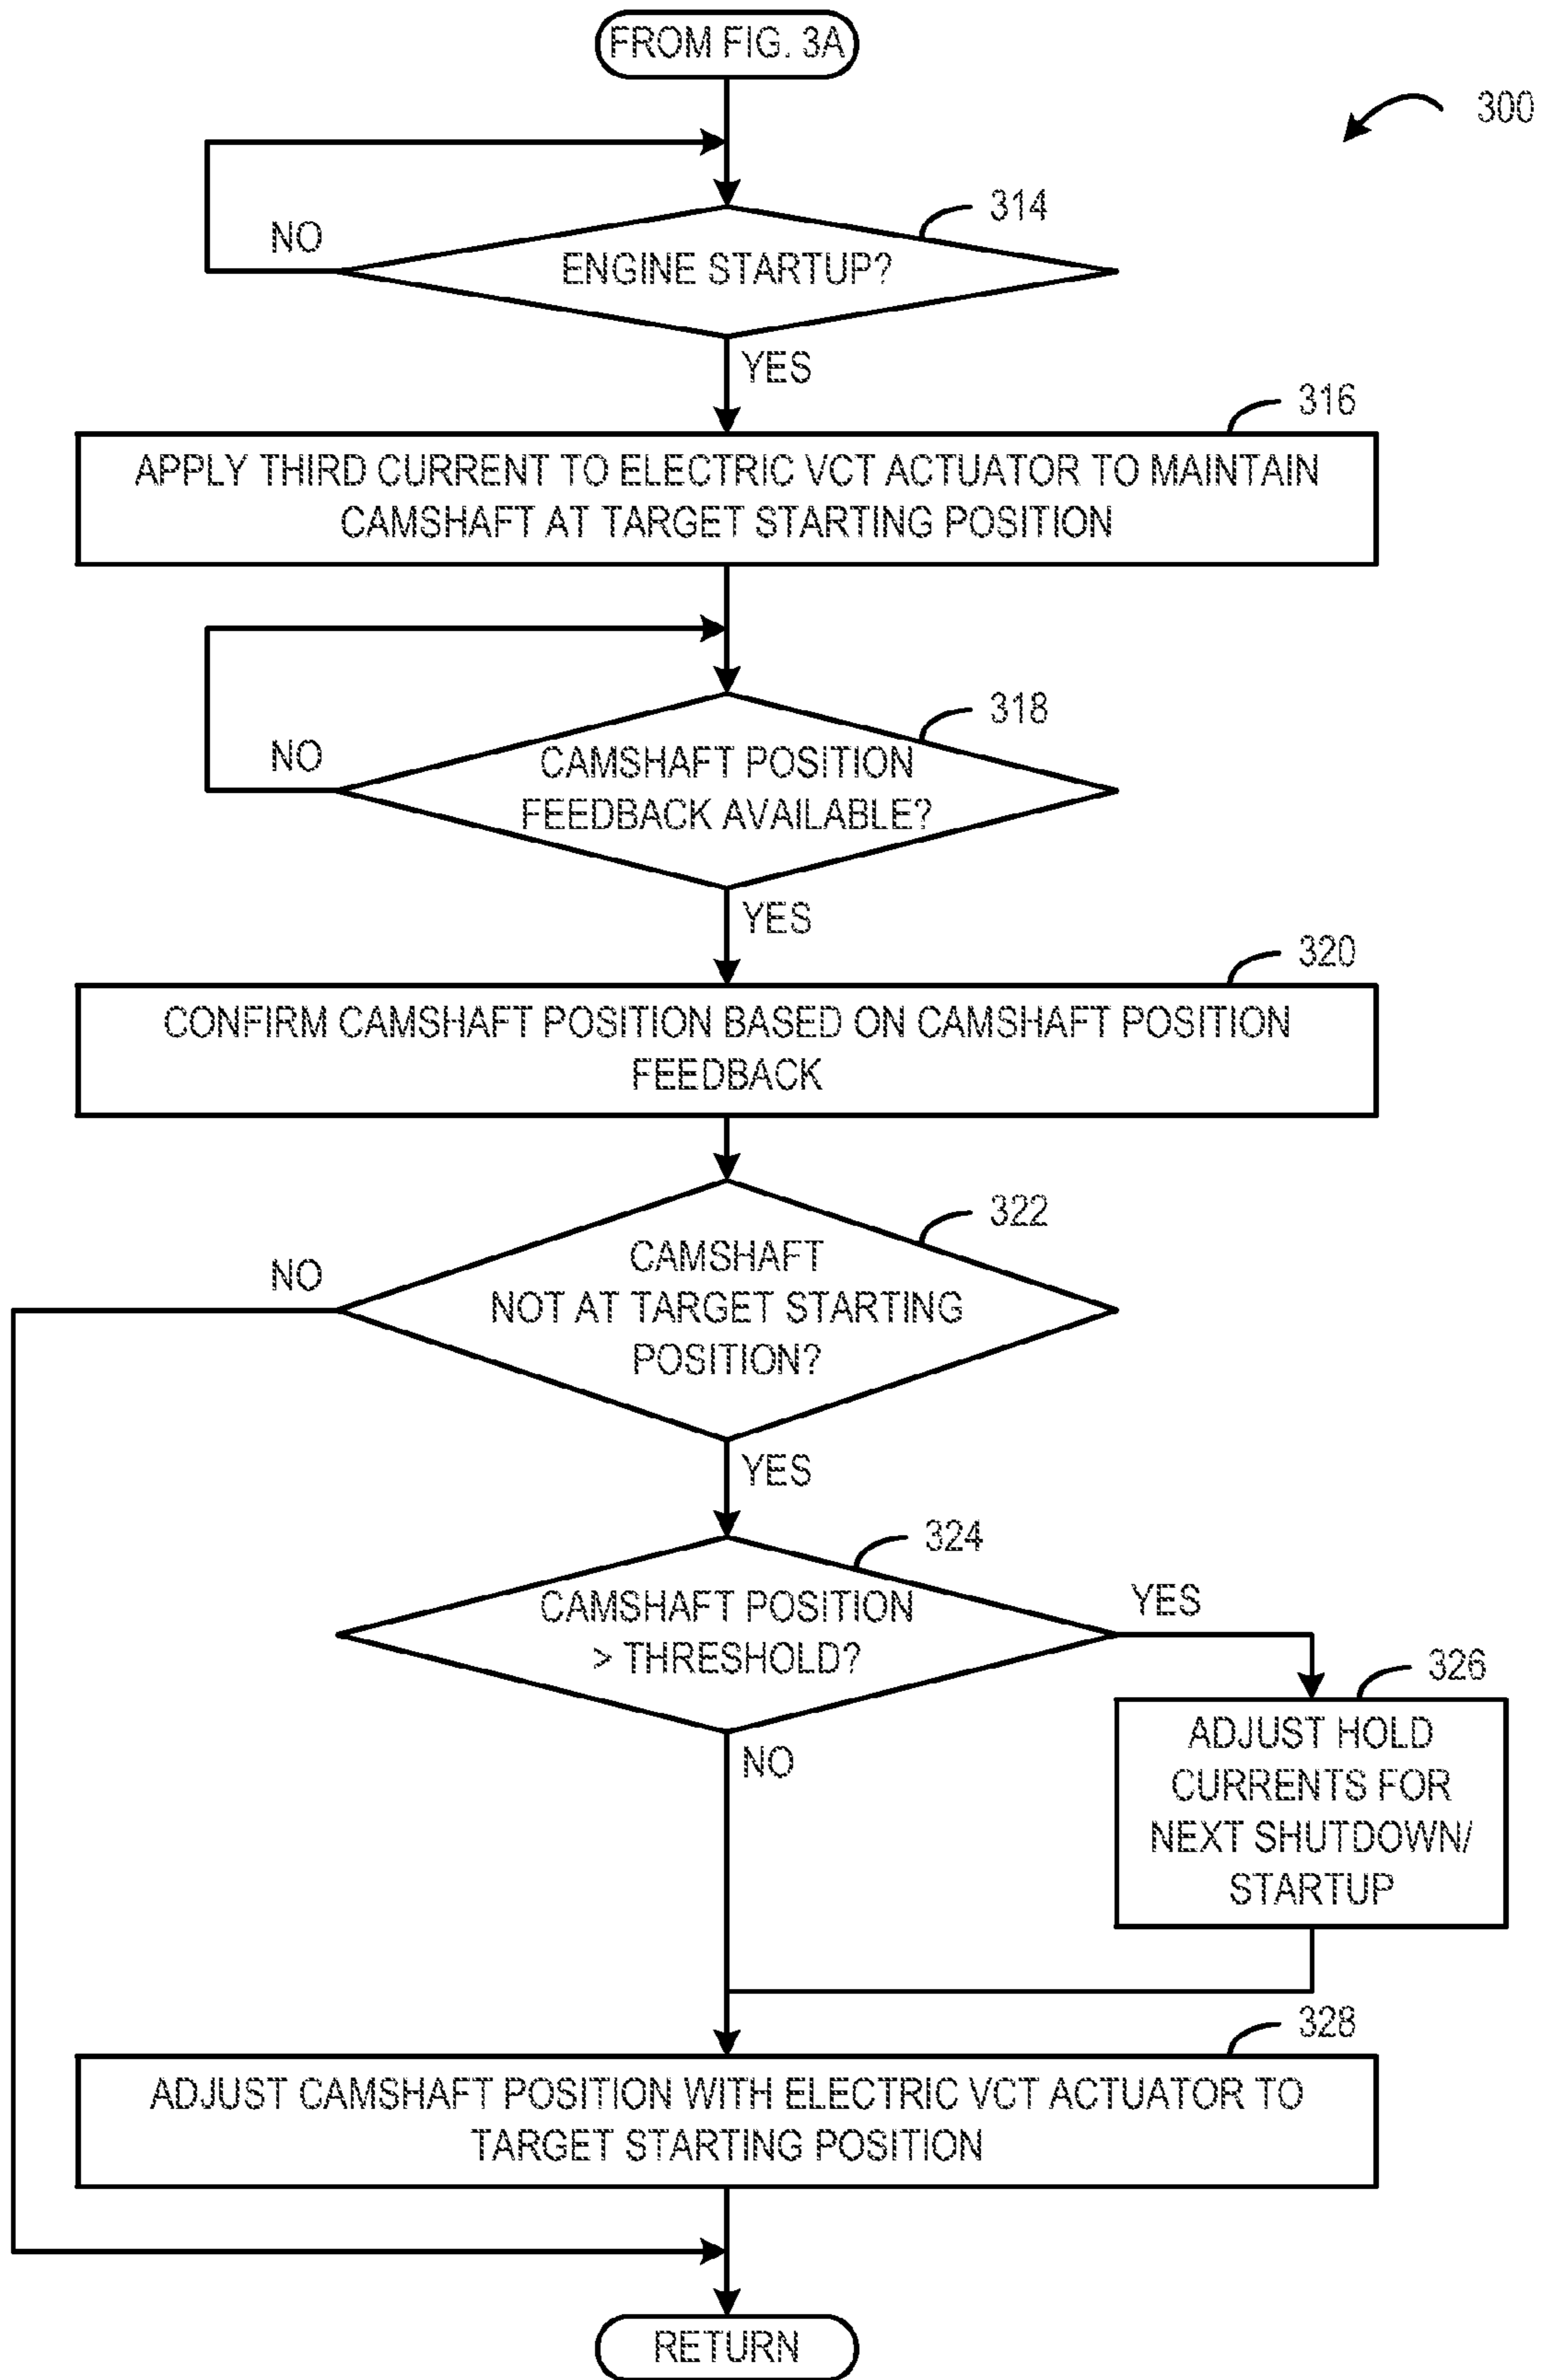 FROM FIG. 3A
300
314
NO
ENGINE STARTUP?
YES
316
APPLY THIRD CURRENT TO ELECTRIC VCT ACTUATOR TO MAINTAIN
CAMSHAFT AT TARGET STARTING POSITION
318
NO
CAMSHAFT POSITION
FEEDBACK AVAILABLE?
YES
320
CONFIRM CAMSHAFT POSITION BASED ON CAMSHAFT POSITION
FEEDBACK
322
NO
CAMSHAFT
NOT AT TARGET STARTING
POSITION?
YES
324
CAMSHAFT POSITION
> THRESHOLD?
YES
326
ADJUST HOLD
CURRENTS FOR
NEXT SHUTDOWN/
STARTUP
NO
328
ADJUST CAMSHAFT POSITION WITH ELECTRIC VCT ACTUATOR TO
TARGET STARTING POSITION
RETURN